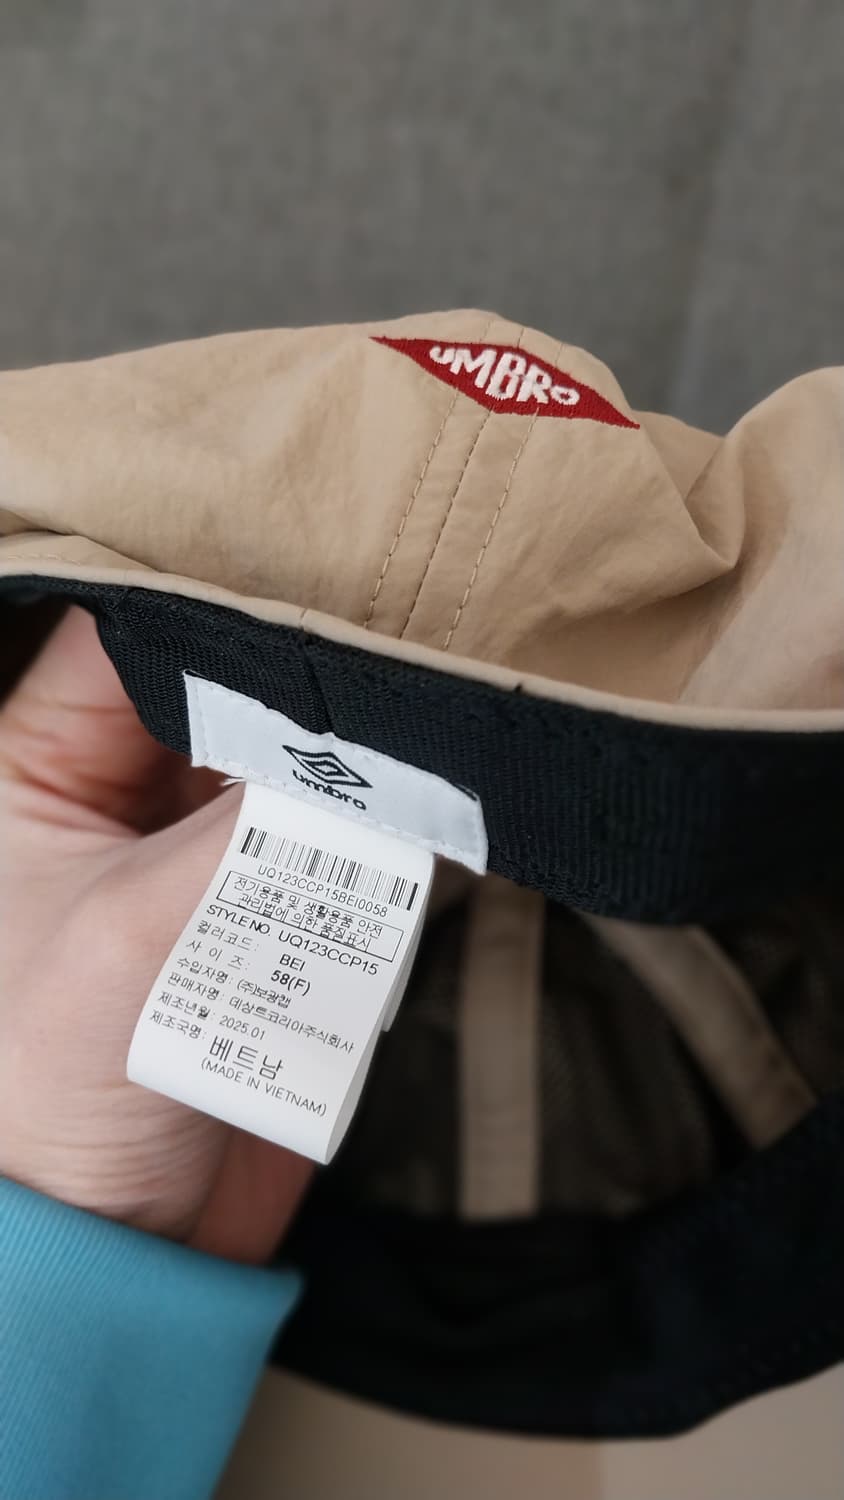 UMBRO
umbro
UQ123CCP15BEI0058
전기용품 및 생활용품 안전
관리법에 의한 품질표시
STYLE NO. UQ123CCP15
컬러코드: BEI
사 이 즈: 58(F)
수입자명: (주)보광캡
판매자명: 데상트코리아주식회사
제조년월: 2025.01
제조국명: 베트남
(MADE IN VIETNAM)